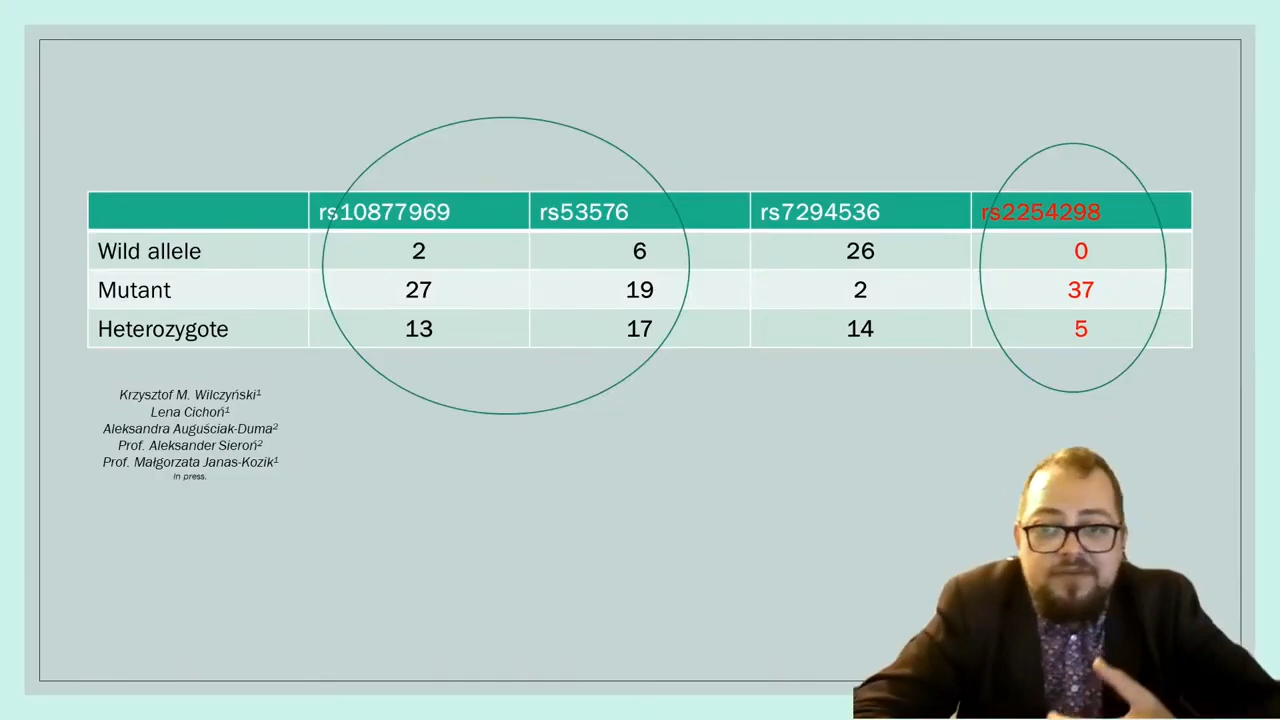 rs10877969 rs53576 rs7294536 rs2254298
Wild allele 2 6 26 0
Mutant 27 19 2 37
Heterozygote 13 17 14 5
Krzysztof M. Wilczyński¹
Lena Cichoń¹
Aleksandra Auguściak-Duma²
Prof. Aleksander Sieroń²
Prof. Małgorzata Janas-Kozik¹
In press.